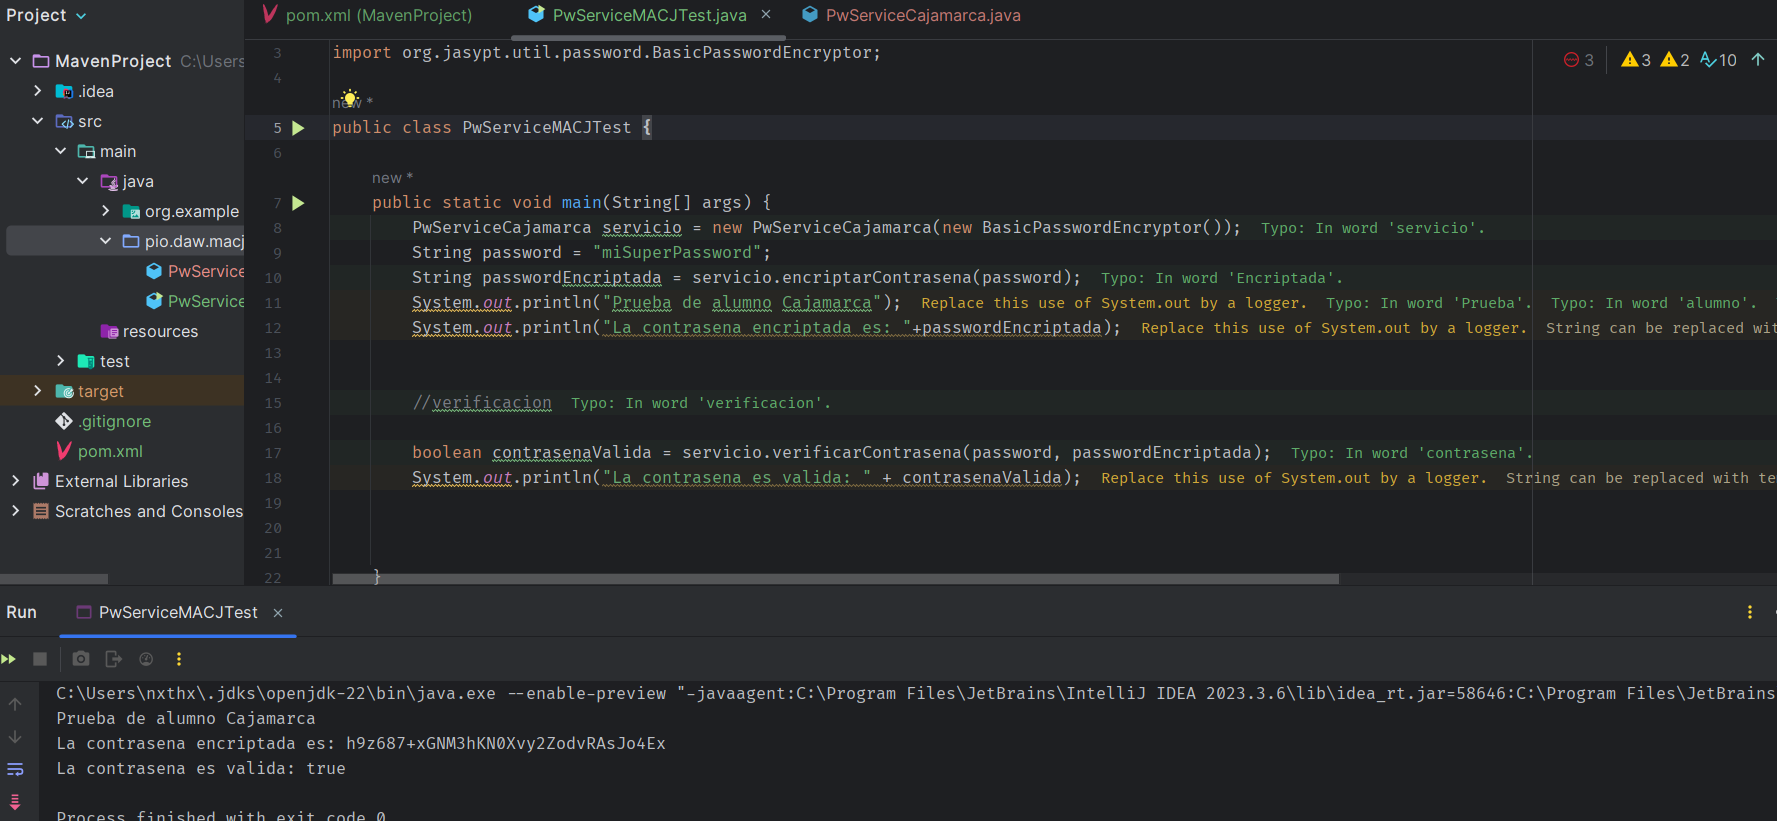 Project
pom.xml (MavenProject)
PwServiceMACJTest.java
PwServiceCajamarca.java
MavenProject C:\Users
.idea
src
main
java
org.example
pio.daw.macj
PwService
PwService
resources
test
target
.gitignore
pom.xml
External Libraries
Scratches and Consoles
3 import org.jasypt.util.password.BasicPasswordEncryptor;
3 3 2 10
4
new *
5 public class PwServiceMACJTest {
6
new *
7 public static void main(String[] args) {
8 PwServiceCajamarca servicio = new PwServiceCajamarca(new BasicPasswordEncryptor()); Typo: In word 'servicio'.
9 String password = "miSuperPassword";
10 String passwordEncriptada = servicio.encriptarContrasena(password); Typo: In word 'Encriptada'.
11 System.out.println("Prueba de alumno Cajamarca"); Replace this use of System.out by a logger. Typo: In word 'Prueba'. Typo: In word 'alumno'.
12 System.out.println("La contrasena encriptada es: "+passwordEncriptada); Replace this use of System.out by a logger. String can be replaced wit
13
14
15 //verificacion Typo: In word 'verificacion'.
16
17 boolean contrasenaValida = servicio.verificarContrasena(password, passwordEncriptada); Typo: In word 'contrasena'.
18 System.out.println("La contrasena es valida: " + contrasenaValida); Replace this use of System.out by a logger. String can be replaced with te
19
20
21
22 }
Run PwServiceMACJTest
C:\Users\nxthx\.jdks\openjdk-22\bin\java.exe --enable-preview "-javaagent:C:\Program Files\JetBrains\IntelliJ IDEA 2023.3.6\lib\idea_rt.jar=58646:C:\Program Files\JetBrains
Prueba de alumno Cajamarca
La contrasena encriptada es: h9z687+xGNM3hKN0Xvy2ZodvRAsJo4Ex
La contrasena es valida: true
Process finished with exit code 0